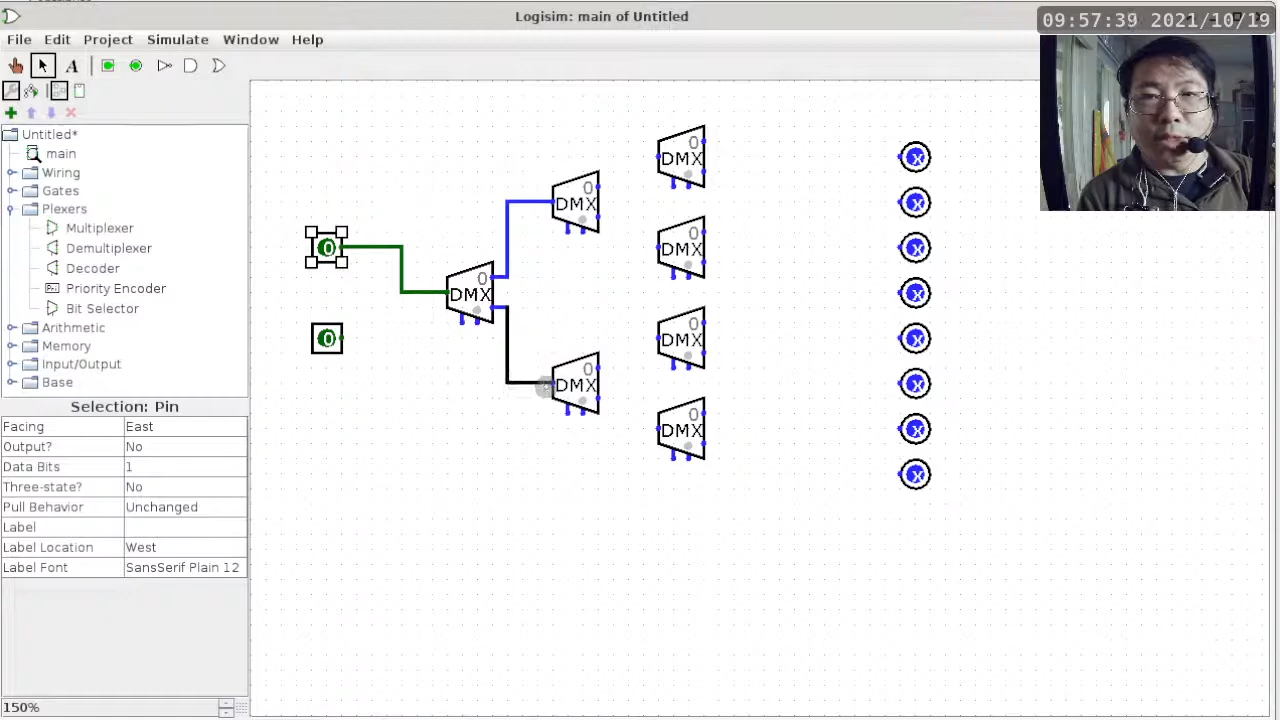 Logisim: main of Untitled
09:57:39 2021/10/19
File Edit Project Simulate Window Help
A
Untitled*
main
Wiring
Gates
Plexers
Multiplexer
Demultiplexer
Decoder
Priority Encoder
Bit Selector
Arithmetic
Memory
Input/Output
Base
Selection: Pin
Facing East
Output? No
Data Bits 1
Three-state? No
Pull Behavior Unchanged
Label
Label Location West
Label Font SansSerif Plain 12
150%
0
0
0
DMX
0
DMX
0
DMX
0
DMX
0
DMX
0
DMX
0
DMX
x
x
x
x
x
x
x
x